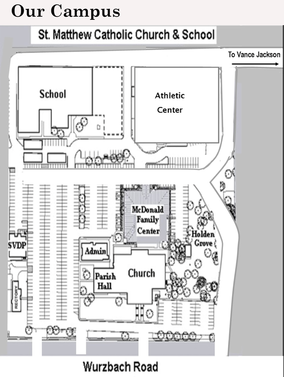 Our Campus
St. Matthew Catholic Church & School
To Vance Jackson
School
Athletic
Center
McDonald
Family
Center
Holden
Grove
SVDP
Admin
Church
Parish
Hall
Wurzbach Road